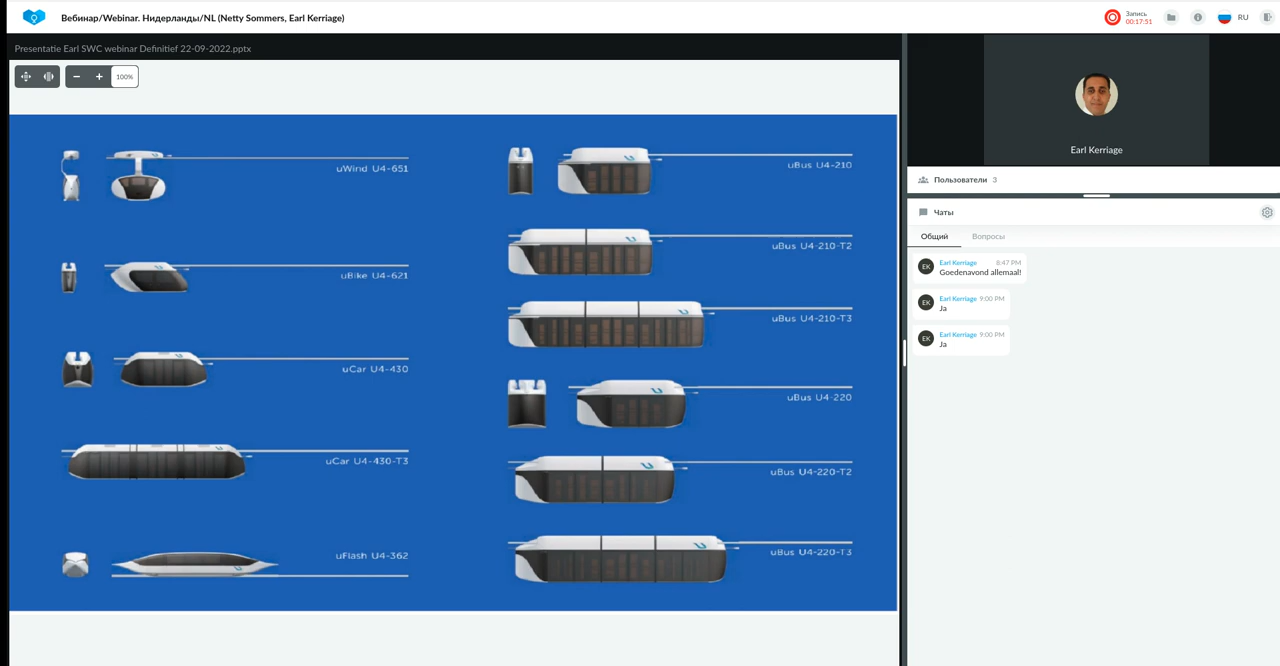 Вебинар/Webinar. Нидерланды/NL (Netty Sommers, Earl Kerriage)
Запись
00:17:51
RU
Presentatie Earl SWC webinar Definitief 22-09-2022.pptx
100%
uWind U4-651
uBike U4-621
uCar U4-430
uCar U4-430-T3
uFlash U4-362
uBus U4-210
uBus U4-210-T2
uBus U4-210-T3
uBus U4-220
uBus U4-220-T2
uBus U4-220-T3
Earl Kerriage
Пользователи 3
Чаты
Общий Вопросы
EK
Earl Kerriage 8:47 PM
Goedenavond allemaal!
EK
Earl Kerriage 9:00 PM
Ja
EK
Earl Kerriage 9:00 PM
Ja